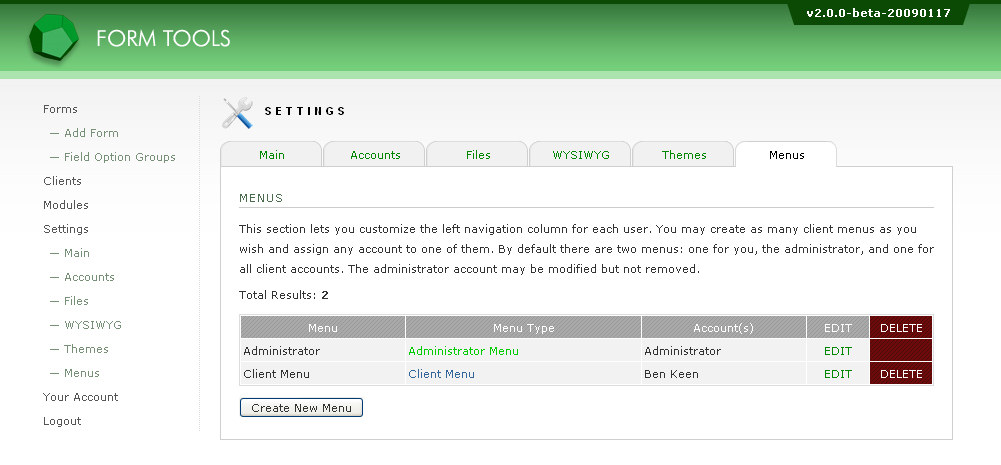 v2.0.0-beta-20090117
FORM TOOLS
Forms
— Add Form
— Field Option Groups
Clients
Modules
Settings
— Main
— Accounts
— Files
— WYSIWYG
— Themes
— Menus
Your Account
Logout
SETTINGS
Main Accounts Files WYSIWYG Themes Menus
MENUS
This section lets you customize the left navigation column for each user. You may create as many client menus as you
wish and assign any account to one of them. By default there are two menus: one for you, the administrator, and one for
all client accounts. The administrator account may be modified but not removed.
Total Results: 2
Menu Menu Type Account(s) EDIT DELETE
Administrator Administrator Menu Administrator EDIT
Client Menu Client Menu Ben Keen EDIT DELETE
Create New Menu